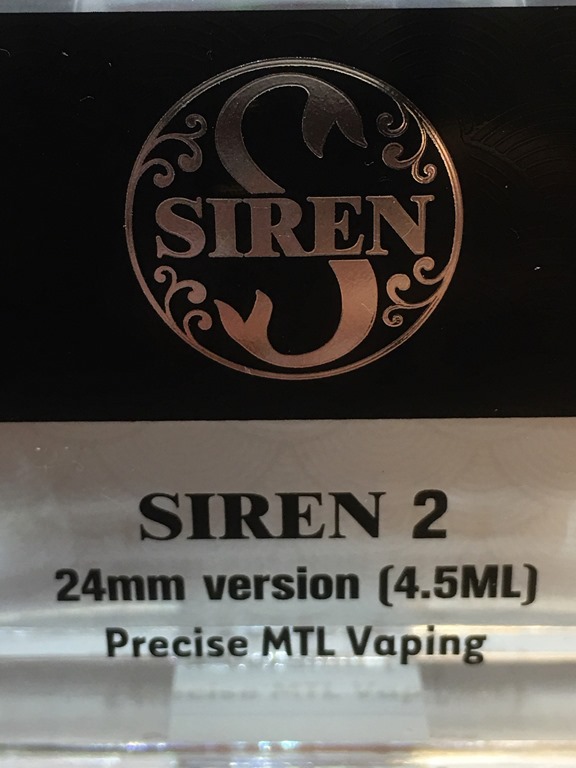 SIREN
SIREN 2
24mm version (4.5ML)
Precise MTL Vaping